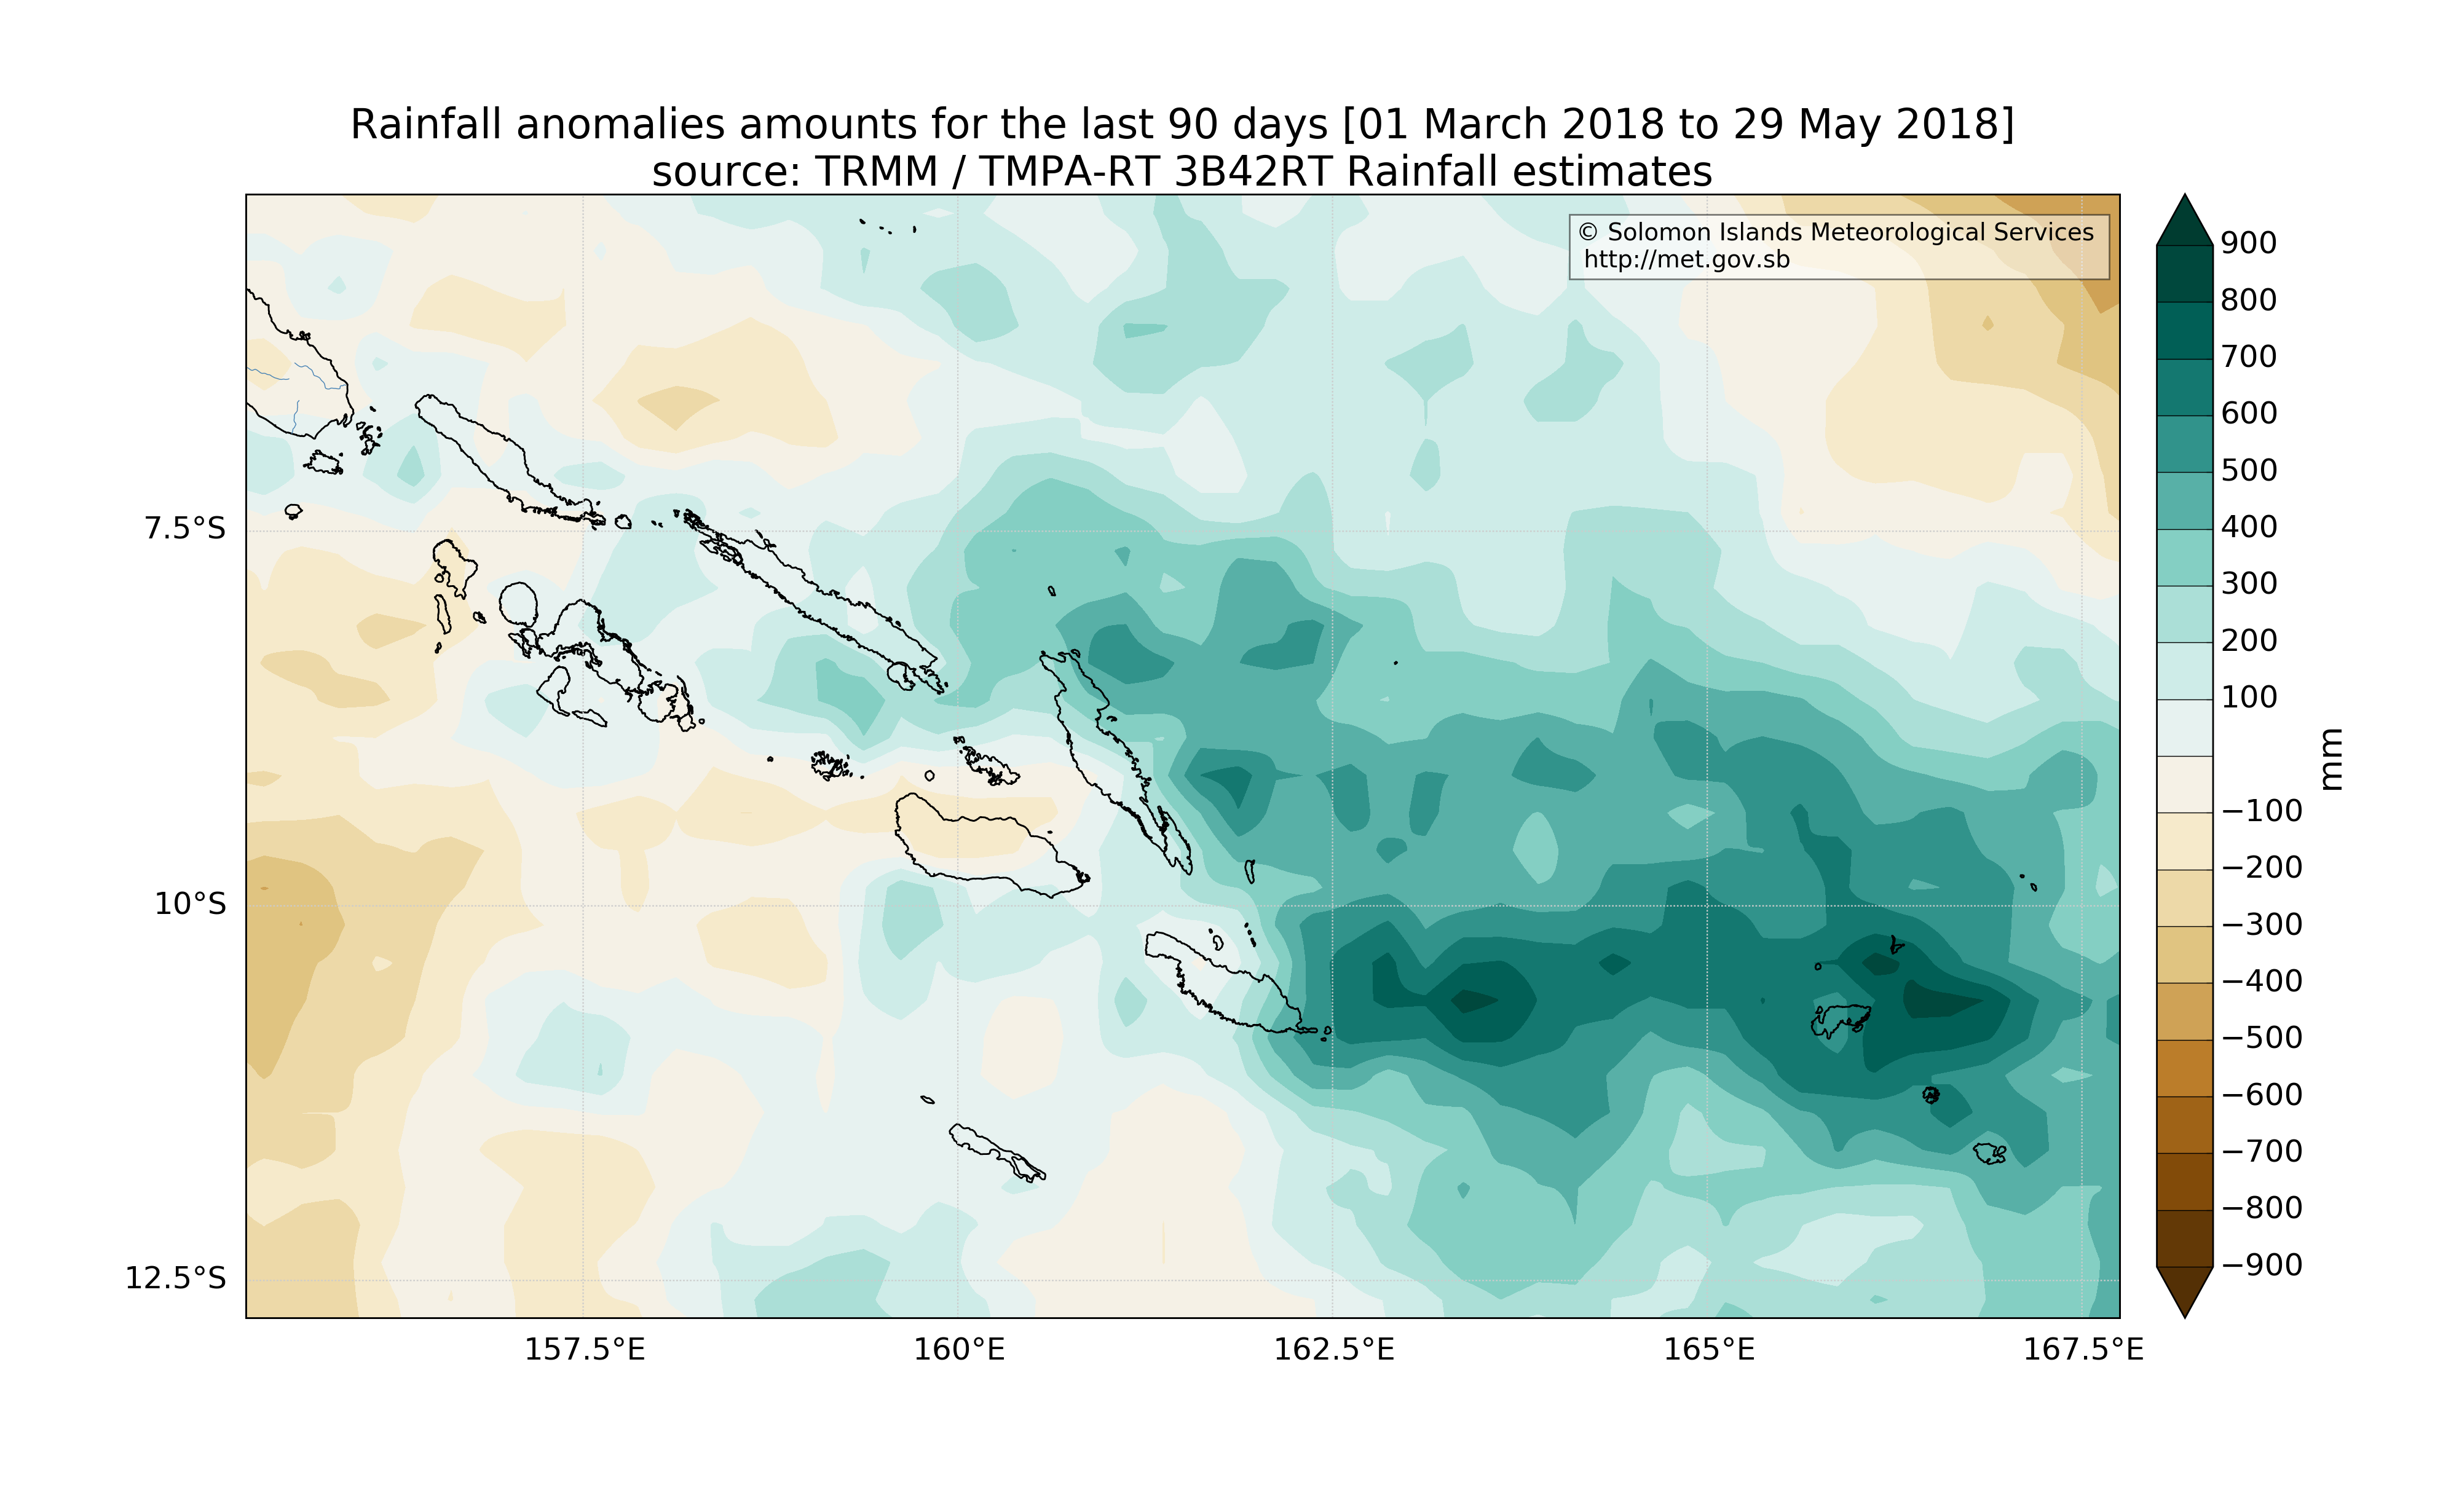 Rainfall anomalies amounts for the last 90 days [01 March 2018 to 29 May 2018]
source: TRMM / TMPA-RT 3B42RT Rainfall estimates
© Solomon Islands Meteorological Services
http://met.gov.sb
7.5°S
10°S
12.5°S
157.5°E
160°E
162.5°E
165°E
167.5°E
900
800
700
600
500
400
300
200
100
−100
−200
−300
−400
−500
−600
−700
−800
−900
mm